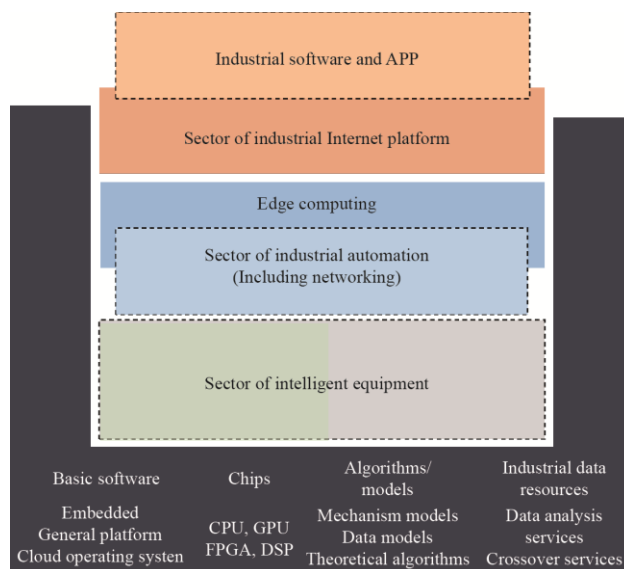 Industrial software and APP
Sector of industrial Internet platform
Edge computing
Sector of industrial automation
(Including networking)
Sector of intelligent equipment
Basic software
Chips
Algorithms/
models
Industrial data
resources
Embedded
General platform
Cloud operating systen
CPU, GPU
FPGA, DSP
Mechanism models
Data models
Theoretical algorithms
Data analysis
services
Crossover services